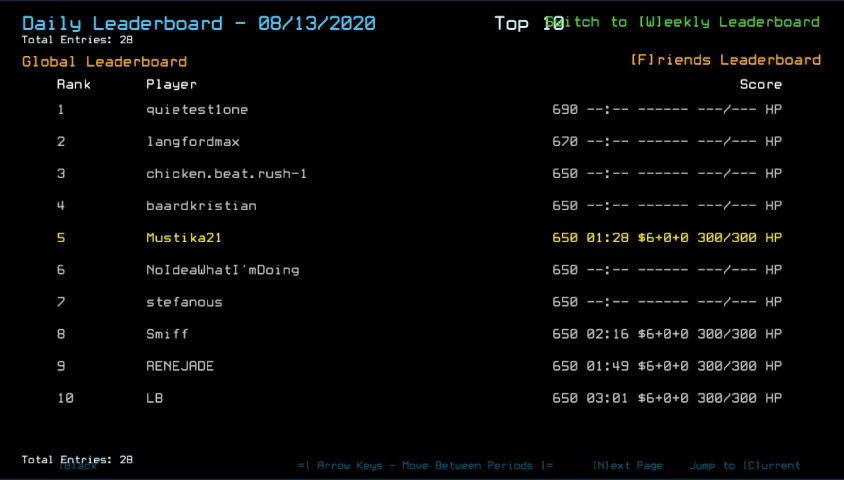 Daily Leaderboard - 08/13/2020 Top 10 Switch to [W]eekly Leaderboard
Total Entries: 28
Global Leaderboard [F]riends Leaderboard
Rank Player Score
1 quietest1one 690 --:-- ------ ---/--- HP
2 langfordmax 670 --:-- ------ ---/--- HP
3 chicken.beat.rush-1 650 --:-- ------ ---/--- HP
4 baardkristian 650 --:-- ------ ---/--- HP
5 Mustika21 650 01:28 $6+0+0 300/300 HP
6 NoIdeaWhatI'mDoing 650 --:-- ------ ---/--- HP
7 stefanous 650 --:-- ------ ---/--- HP
8 Smiff 650 02:16 $6+0+0 300/300 HP
9 RENEJADE 650 01:49 $6+0+0 300/300 HP
10 LB 650 03:01 $6+0+0 300/300 HP
Total Entries: 28
[B]ack =[ Arrow Keys - Move Between Periods ]= [N]ext Page Jump to [C]urrent